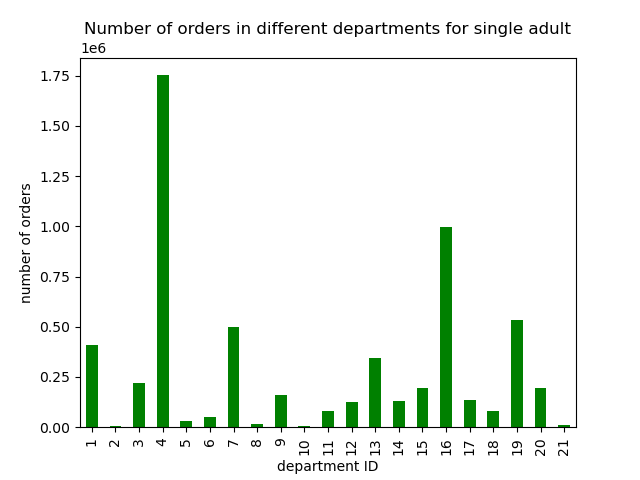 Number of orders in different departments for single adult
1e6
1.75
1.50
1.25
1.00
0.75
0.50
0.25
0.00
number of orders
1 2 3 4 5 6 7 8 9 10 11 12 13 14 15 16 17 18 19 20 21
department ID